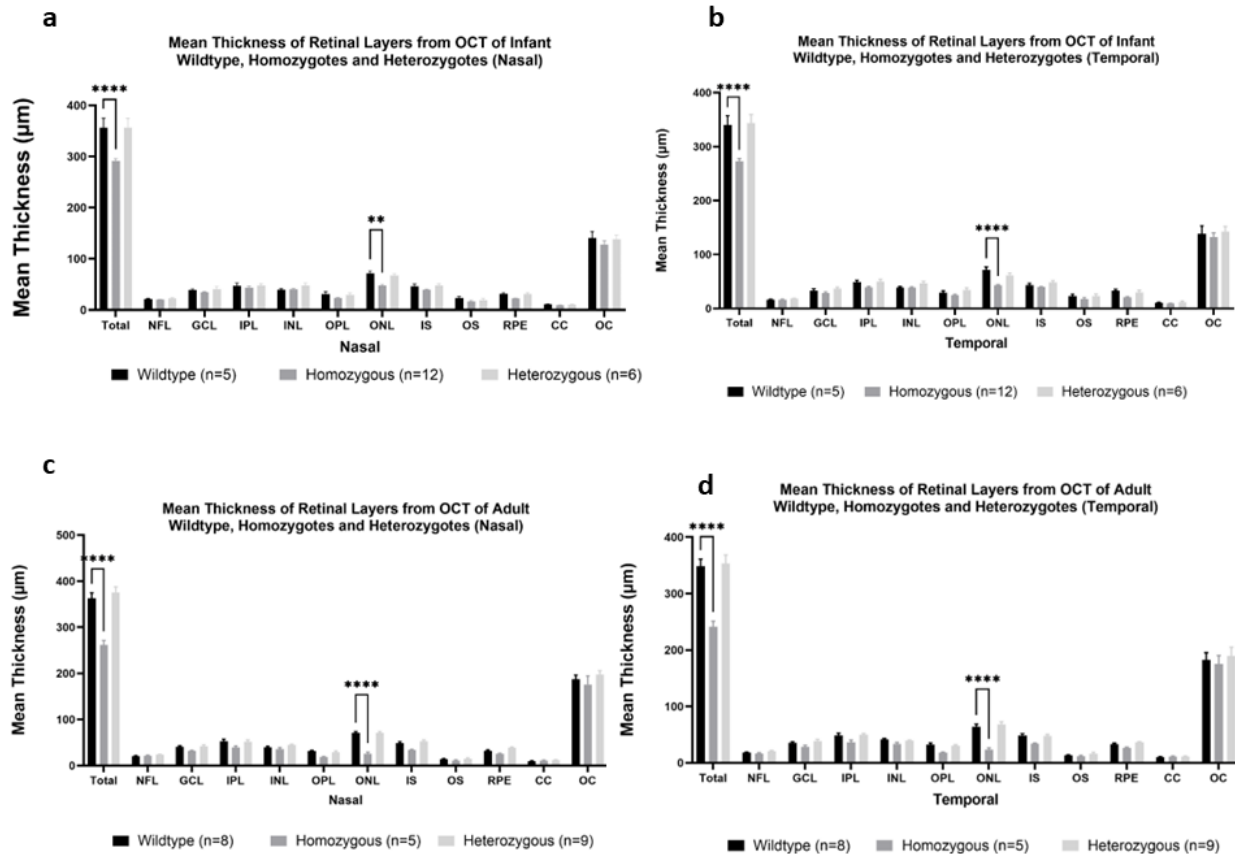 a
Mean Thickness of Retinal Layers from OCT of Infant
Wildtype, Homozygotes and Heterozygotes (Nasal)
Mean Thickness (µm)
400
300
200
100
0
****
**
Total NFL GCL IPL INL OPL ONL IS OS RPE CC OC
Nasal
Wildtype (n=5) Homozygous (n=12) Heterozygous (n=6)
b
Mean Thickness of Retinal Layers from OCT of Infant
Wildtype, Homozygotes and Heterozygotes (Temporal)
Mean Thickness (µm)
400
300
200
100
0
****
****
Total NFL GCL IPL INL OPL ONL IS OS RPE CC OC
Temporal
Wildtype (n=5) Homozygous (n=12) Heterozygous (n=6)
c
Mean Thickness of Retinal Layers from OCT of Adult
Wildtype, Homozygotes and Heterozygotes (Nasal)
Mean Thickness (µm)
500
400
300
200
100
0
****
****
Total NFL GCL IPL INL OPL ONL IS OS RPE CC OC
Nasal
Wildtype (n=8) Homozygous (n=5) Heterozygous (n=9)
d
Mean Thickness of Retinal Layers from OCT of Adult
Wildtype, Homozygotes and Heterozygotes (Temporal)
Mean Thickness (µm)
400
300
200
100
0
****
****
Total NFL GCL IPL INL OPL ONL IS OS RPE CC OC
Temporal
Wildtype (n=8) Homozygous (n=5) Heterozygous (n=9)